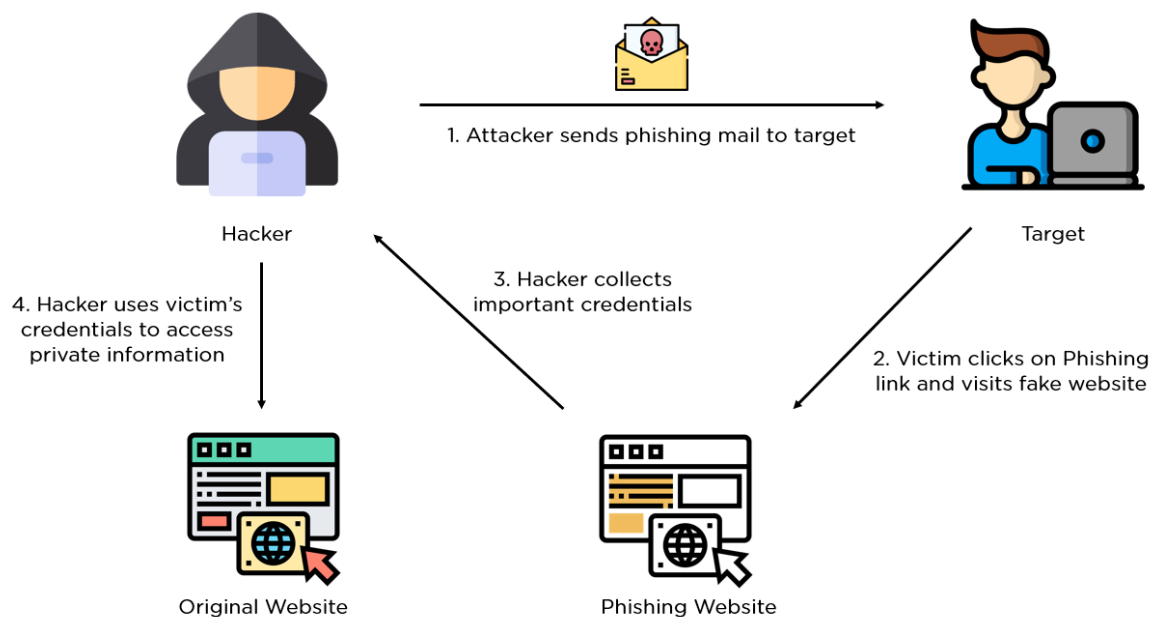 1. Attacker sends phishing mail to target
Hacker
Target
3. Hacker collects
important credentials
4. Hacker uses victim's
credentials to access
private information
2. Victim clicks on Phishing
link and visits fake website
Original Website
Phishing Website